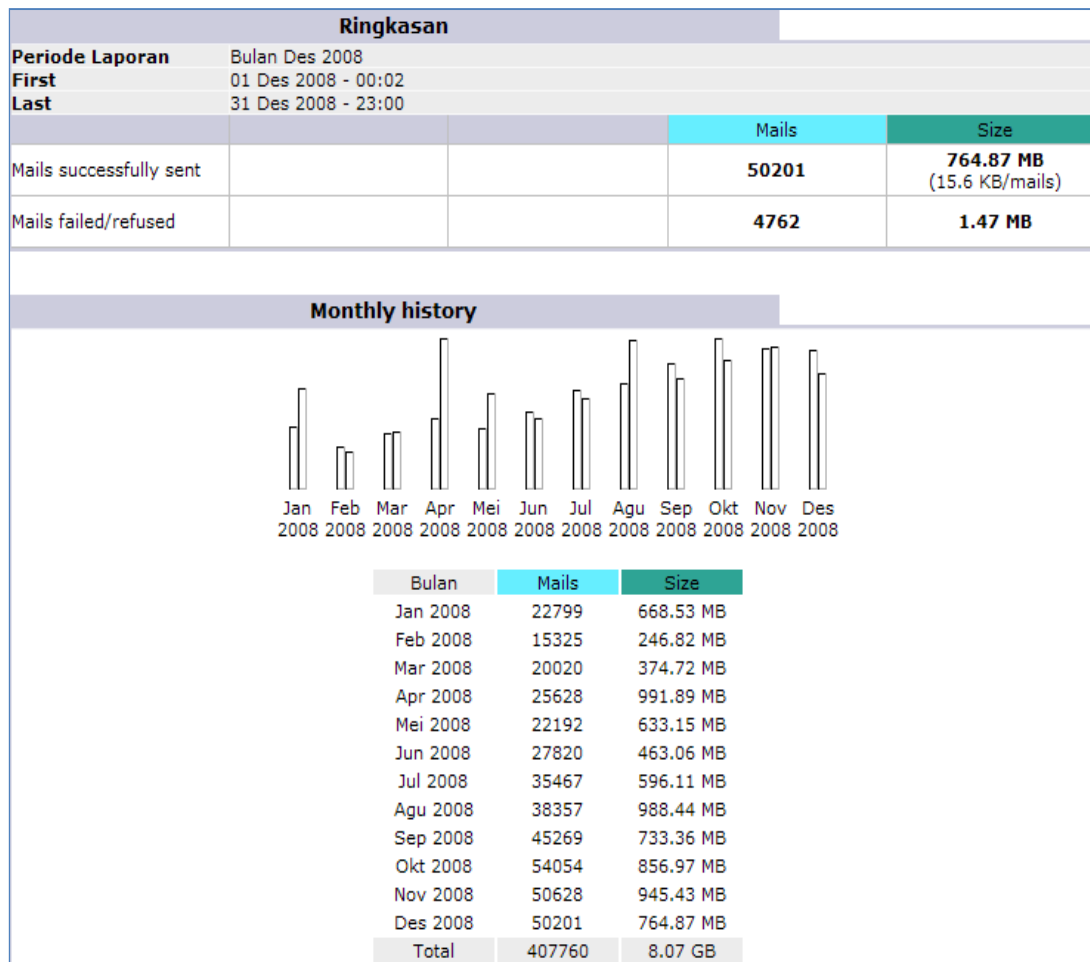 Ringkasan
Periode Laporan Bulan Des 2008
First 01 Des 2008 - 00:02
Last 31 Des 2008 - 23:00
Mails Size
Mails successfully sent 50201 764.87 MB
(15.6 KB/mails)
Mails failed/refused 4762 1.47 MB
Monthly history
Jan Feb Mar Apr Mei Jun Jul Agu Sep Okt Nov Des
2008 2008 2008 2008 2008 2008 2008 2008 2008 2008 2008 2008
Bulan Mails Size
Jan 2008 22799 668.53 MB
Feb 2008 15325 246.82 MB
Mar 2008 20020 374.72 MB
Apr 2008 25628 991.89 MB
Mei 2008 22192 633.15 MB
Jun 2008 27820 463.06 MB
Jul 2008 35467 596.11 MB
Agu 2008 38357 988.44 MB
Sep 2008 45269 733.36 MB
Okt 2008 54054 856.97 MB
Nov 2008 50628 945.43 MB
Des 2008 50201 764.87 MB
Total 407760 8.07 GB